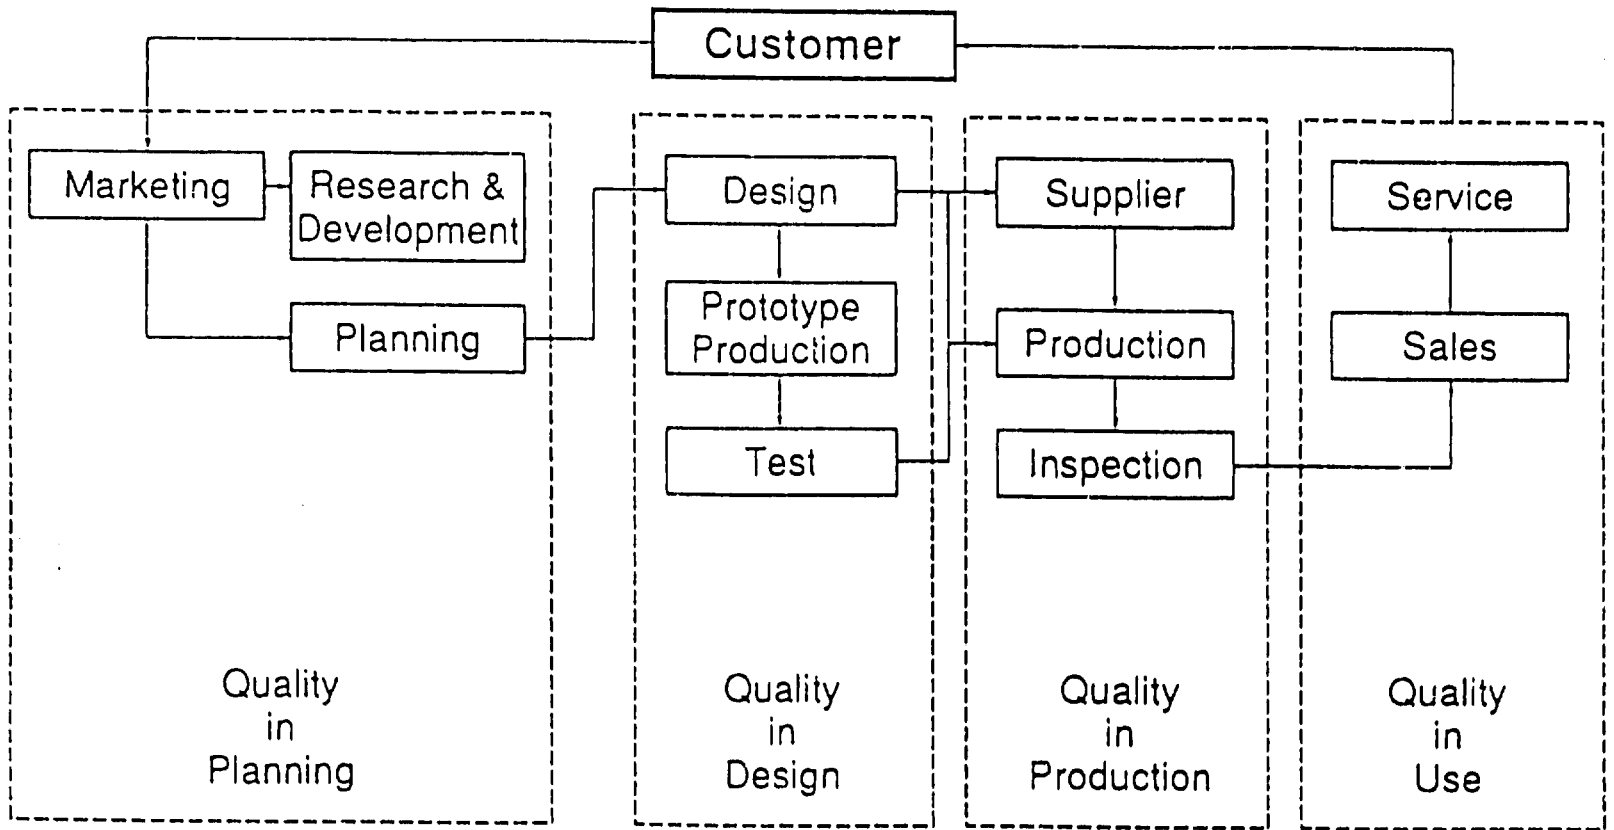 Customer
Marketing
Research &
Development
Planning
Quality
in
Planning
Design
Prototype
Production
Test
Quality
in
Design
Supplier
Production
Inspection
Quality
in
Production
Service
Sales
Quality
in
Use